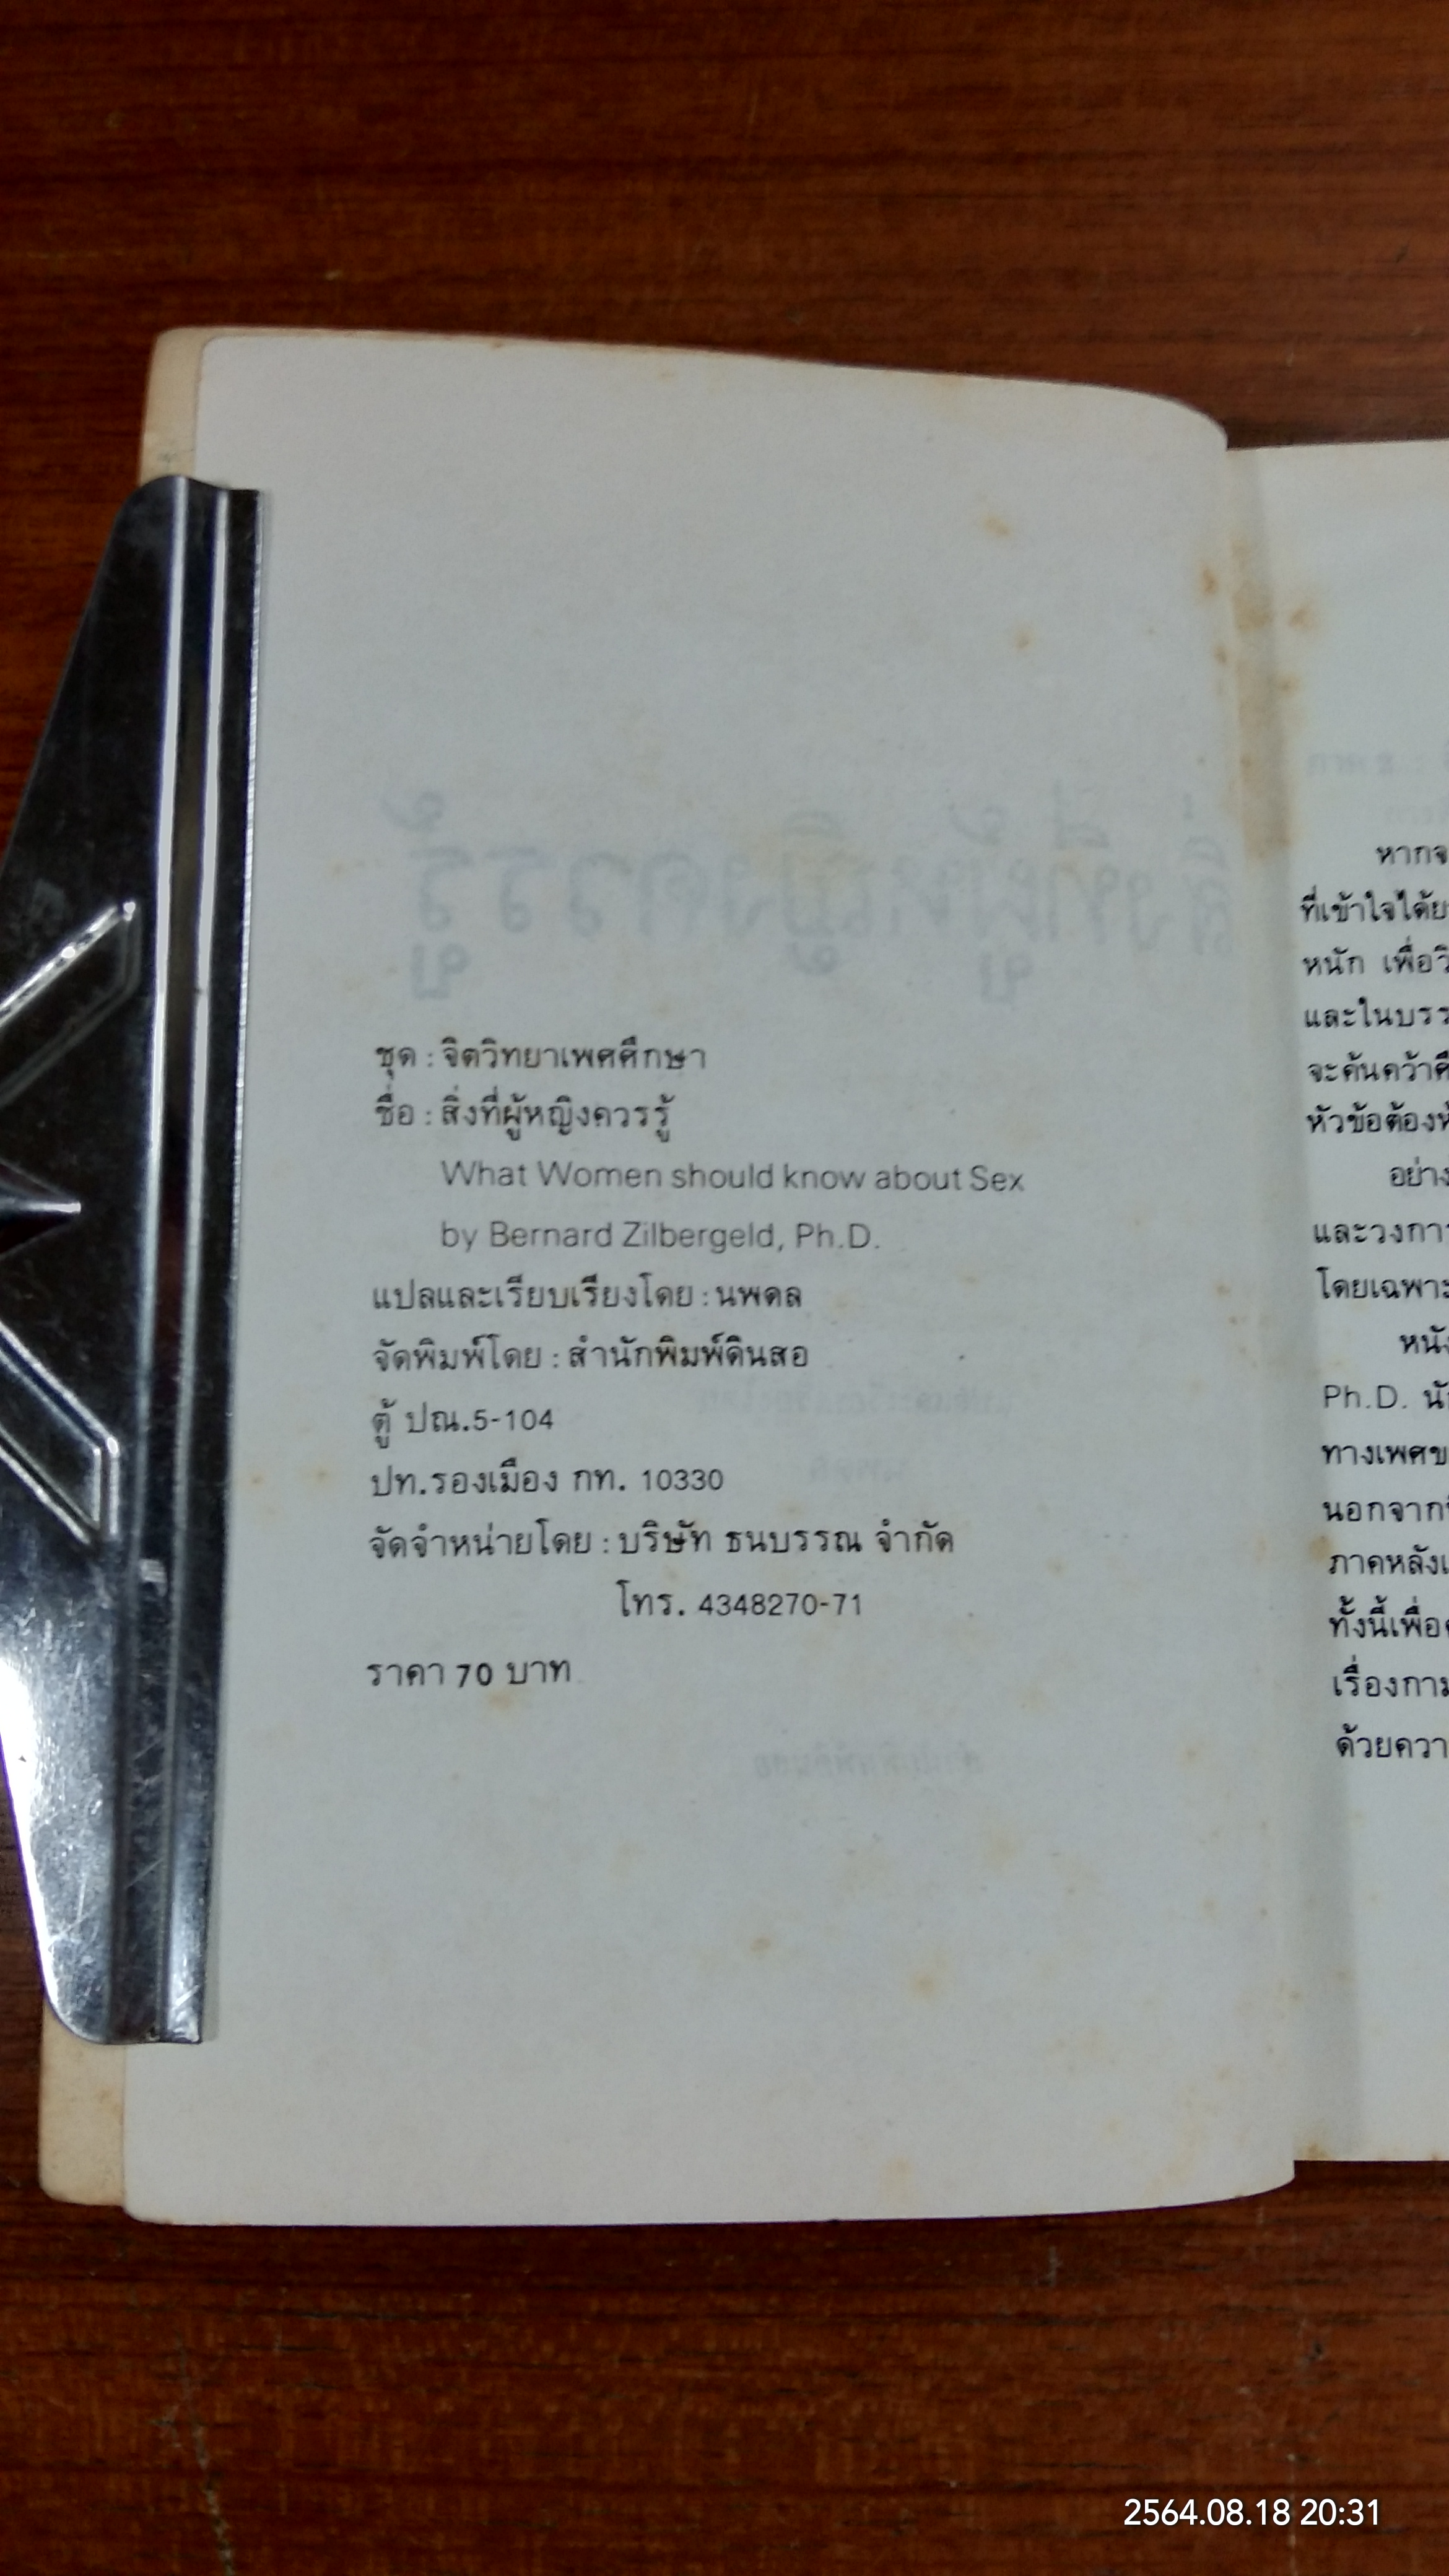 ชุด : จิตวิทยาเพศศึกษา
ชื่อ : สิ่งที่ผู้หญิงควรรู้
What Women should know about Sex
by Bernard Zilbergeld, Ph.D.
แปลและเรียบเรียงโดย : นพดล
จัดพิมพ์โดย : สำนักพิมพ์ดินสอ
ตู้ ปณ.5-104
ปท.รองเมือง กท. 10330
จัดจำหน่ายโดย : บริษัท ธนบรรณ จำกัด
โทร. 4348270-71
ราคา 70 บาท
ที่เข้าใจได้
หนัก เพื่อ
และในบรร
จะค้นคว้า
หัวข้อต้อง
อย่าง
และวงกา
โดยเฉพาะ
Ph.D.
ทางเพศ
นอกจาก
ภาคหลัง
ทั้งนี้เพื่อ
เรื่องกาม
ด้วยควา
2564.08.18 20:31